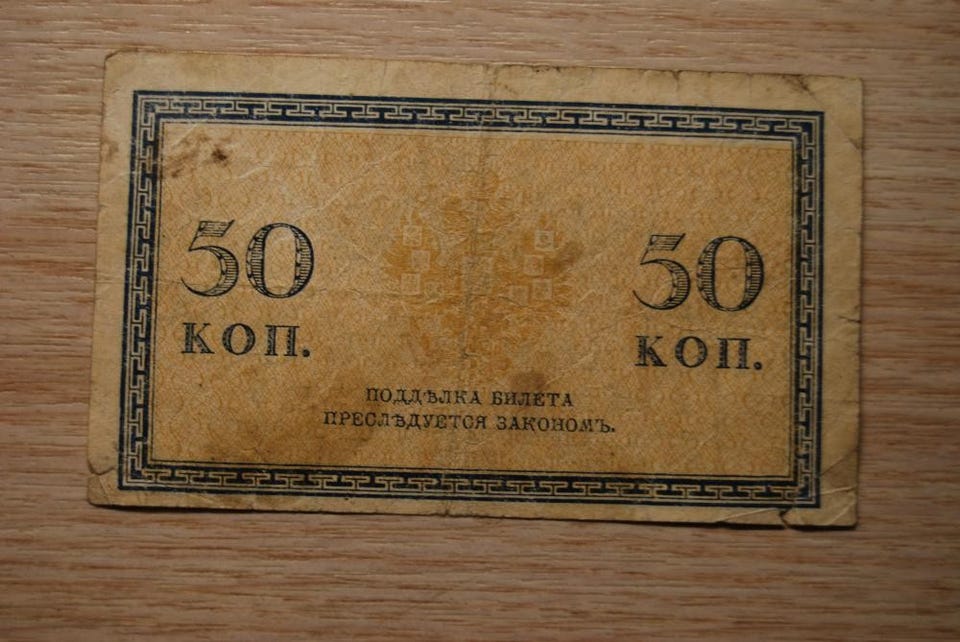 50 50
КОП. КОП.
ПОДДѢЛКА БИЛЕТА
ПРЕСЛѢДУЕТСЯ ЗАКОНОМЪ.